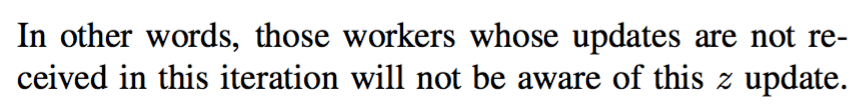 In other words, those workers whose updates are not re-
ceived in this iteration will not be aware of this z update.